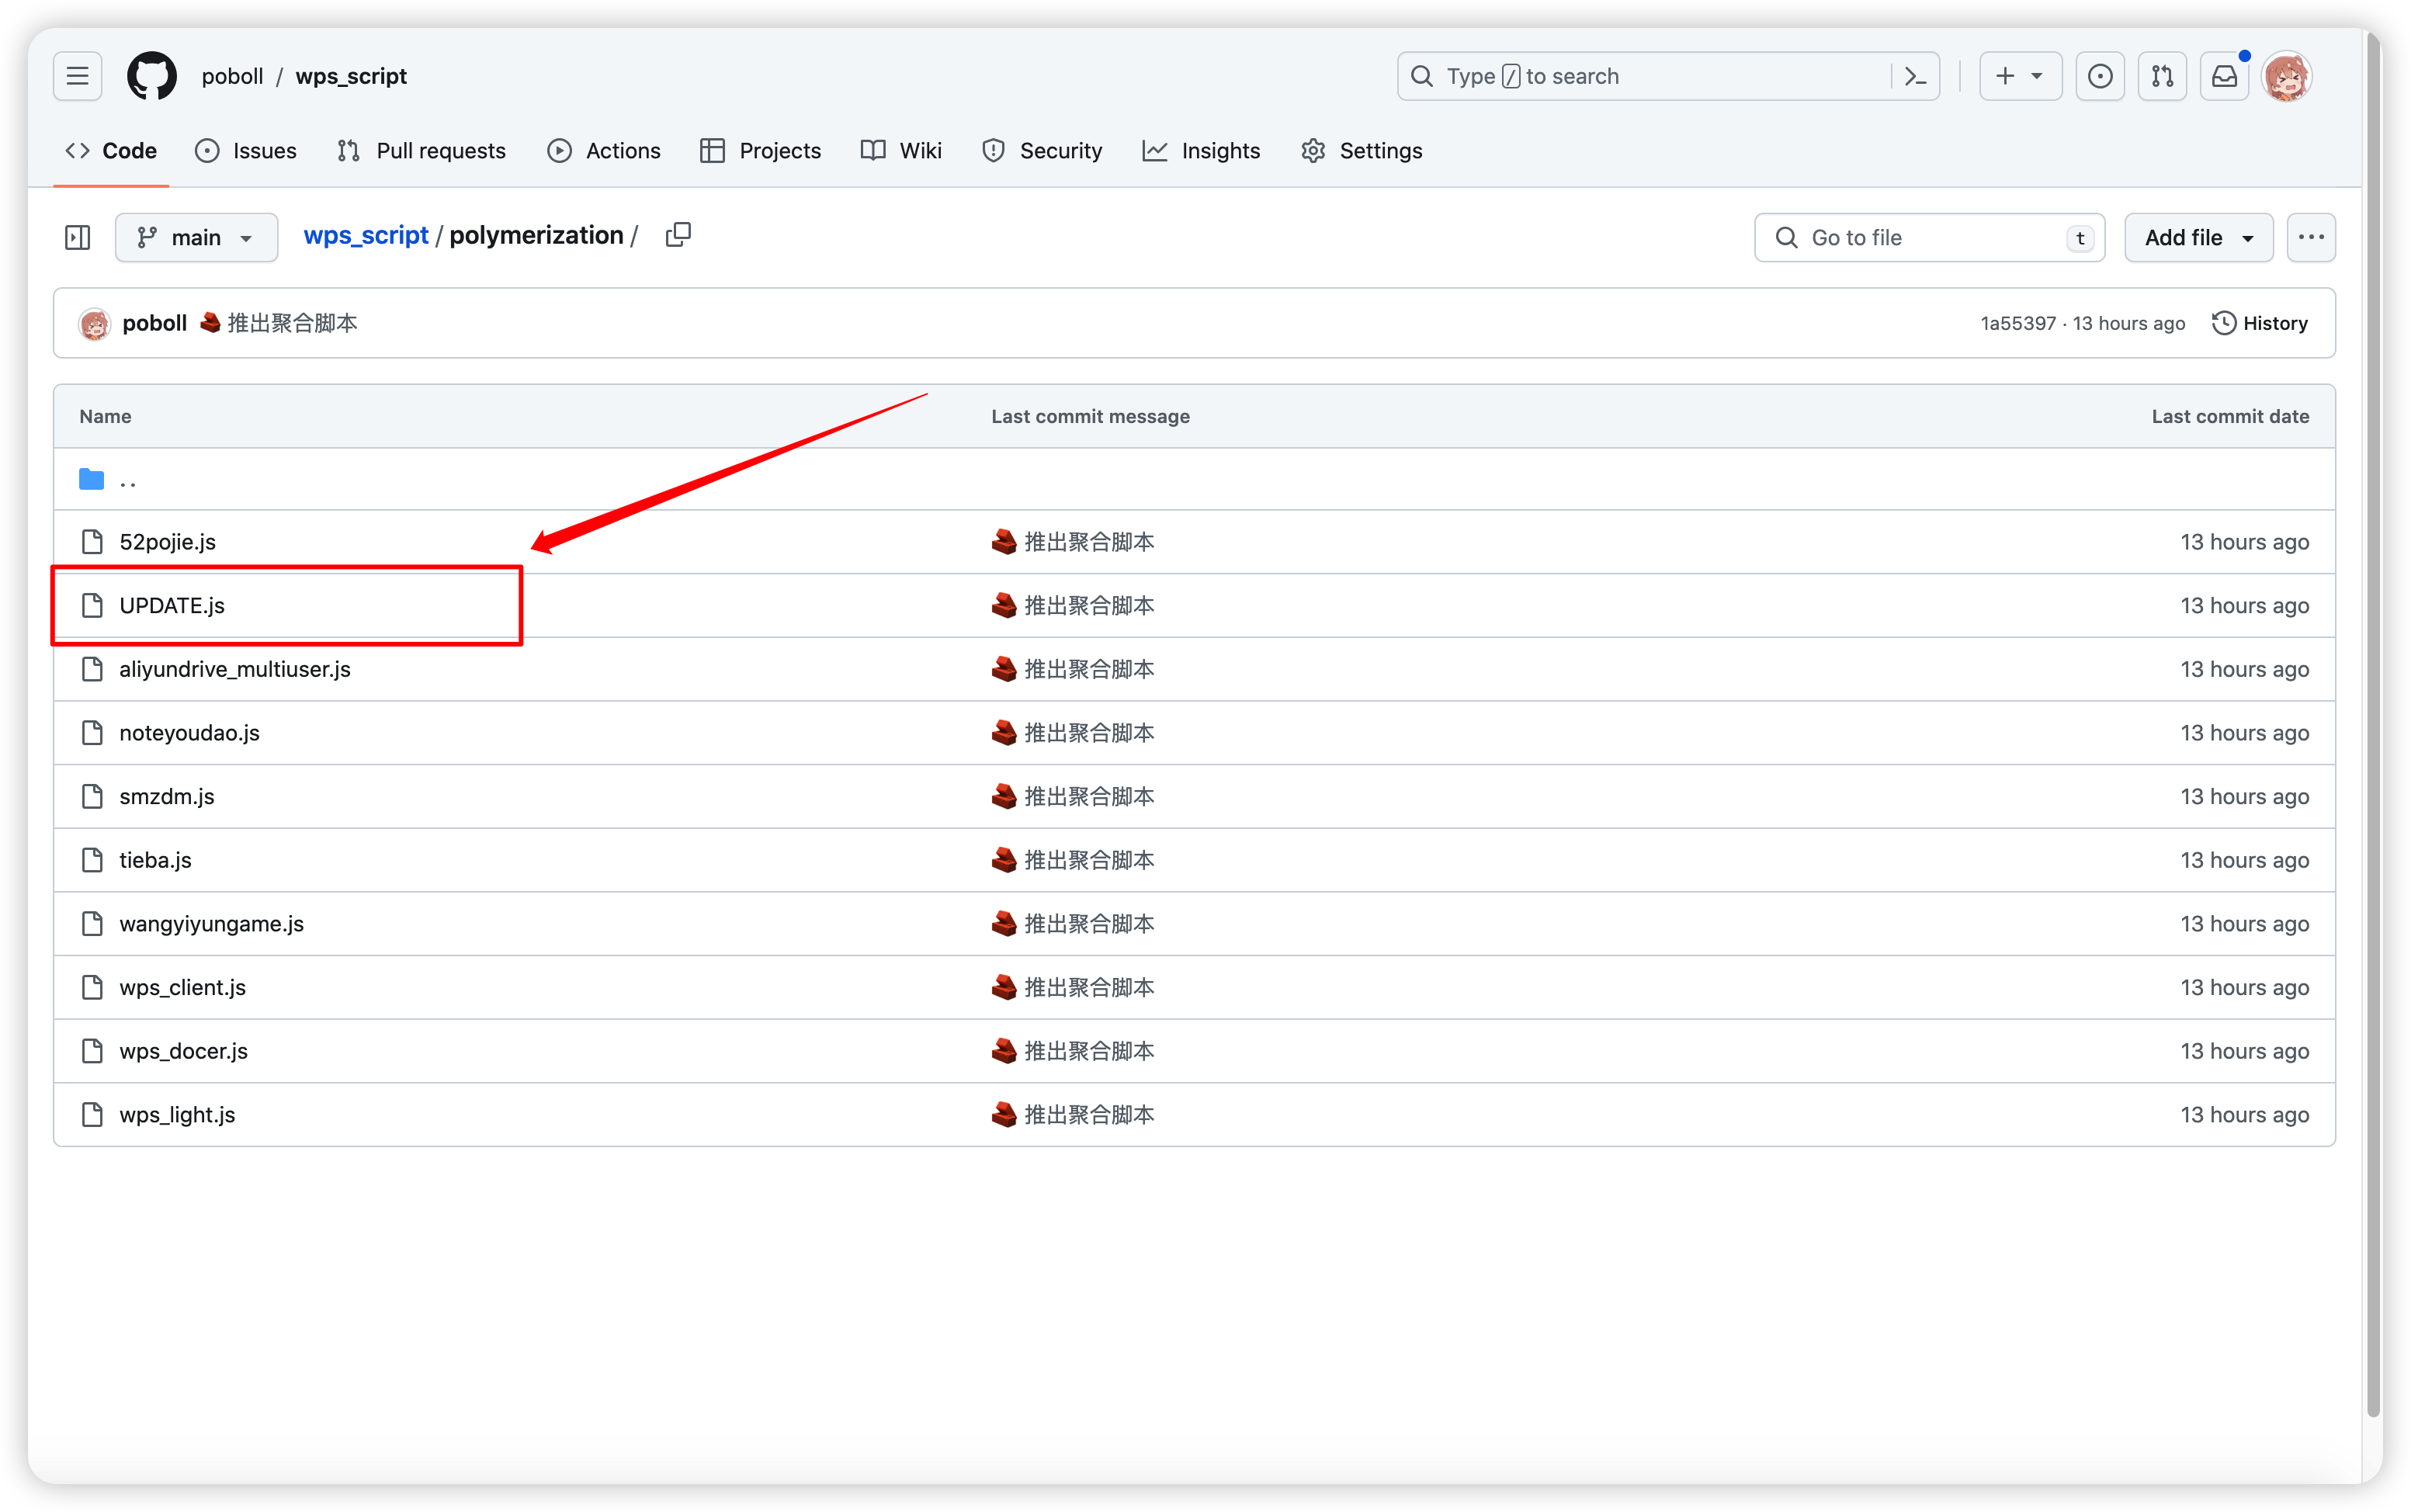 poboll / wps_script
Type / to search
Code Issues Pull requests Actions Projects Wiki Security Insights Settings
main wps_script / polymerization / Go to file t Add file
poboll 推出聚合脚本 1a55397 · 13 hours ago History
Name Last commit message Last commit date
..
52pojie.js 推出聚合脚本 13 hours ago
UPDATE.js 推出聚合脚本 13 hours ago
aliyundrive_multiuser.js 推出聚合脚本 13 hours ago
noteyoudao.js 推出聚合脚本 13 hours ago
smzdm.js 推出聚合脚本 13 hours ago
tieba.js 推出聚合脚本 13 hours ago
wangyiyungame.js 推出聚合脚本 13 hours ago
wps_client.js 推出聚合脚本 13 hours ago
wps_docer.js 推出聚合脚本 13 hours ago
wps_light.js 推出聚合脚本 13 hours ago